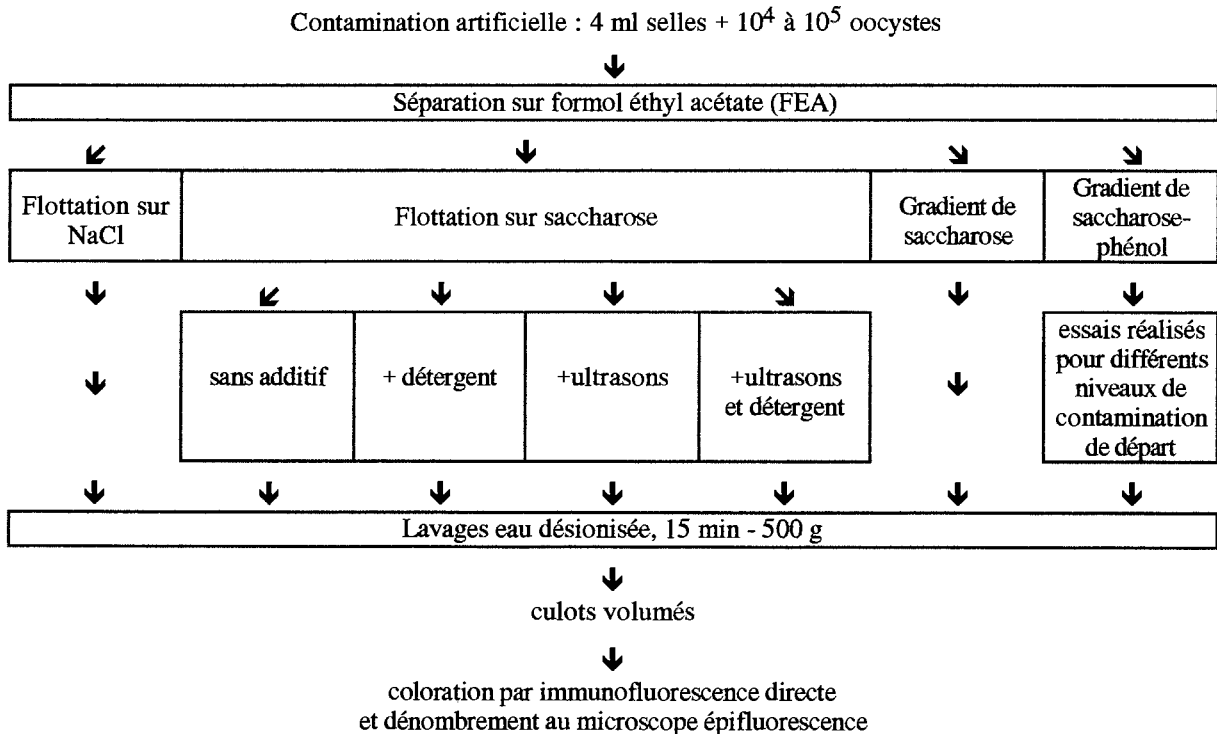 Contamination artificielle : 4 ml selles + 10⁴ à 10⁵ oocystes
Séparation sur formol éthyl acétate (FEA)
Flottation sur
NaCl
Flottation sur saccharose
Gradient de
saccharose
Gradient de
saccharose-
phénol
sans additif
+ détergent
+ultrasons
+ultrasons
et détergent
essais réalisés
pour différents
niveaux de
contamination
de départ
Lavages eau désionisée, 15 min - 500 g
culots volumés
coloration par immunofluorescence directe
et dénombrement au microscope épifluorescence